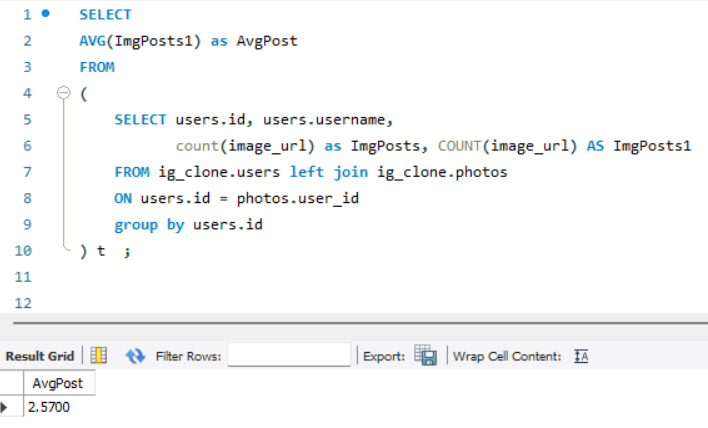 1 SELECT
2 AVG(ImgPosts1) as AvgPost
3 FROM
4 (
5 SELECT users.id, users.username,
6 count(image_url) as ImgPosts, COUNT(image_url) AS ImgPosts1
7 FROM ig_clone.users left join ig_clone.photos
8 ON users.id = photos.user_id
9 group by users.id
10 ) t ;
11
12
Result Grid Filter Rows: Export: Wrap Cell Content: IA
AvgPost
2.5700